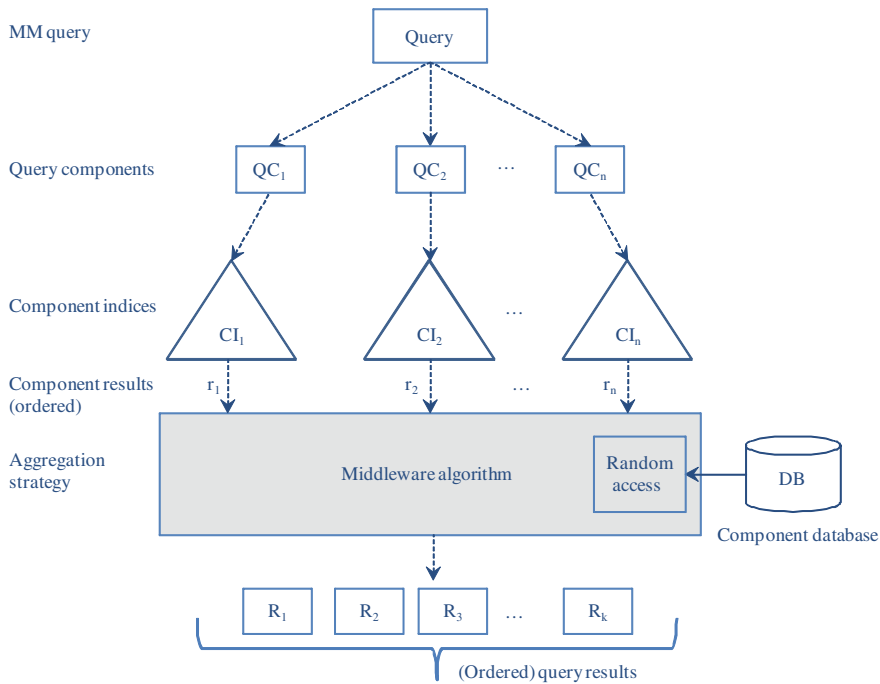 MM query
Query
Query components
QC₁
QC₂
…
QCₙ
Component indices
CI₁
CI₂
…
CIₙ
Component results
(ordered)
r₁
r₂
…
rₙ
Aggregation
strategy
Middleware algorithm
Random
access
DB
Component database
R₁
R₂
R₃
…
Rₖ
(Ordered) query results